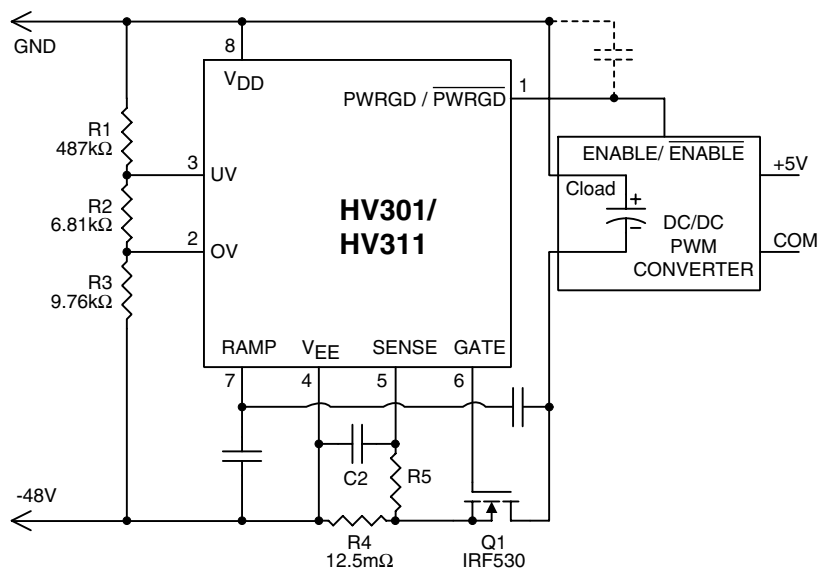 GND
8
VDD
PWRGD / PWRGD
1
R1
487kΩ
3
UV
ENABLE/ ENABLE
+5V
R2
6.81kΩ
HV301/
HV311
Cload
+
−
DC/DC
PWM
CONVERTER
COM
2
OV
R3
9.76kΩ
RAMP
VEE
SENSE
GATE
7
4
5
6
C2
R5
-48V
R4
12.5mΩ
Q1
IRF530